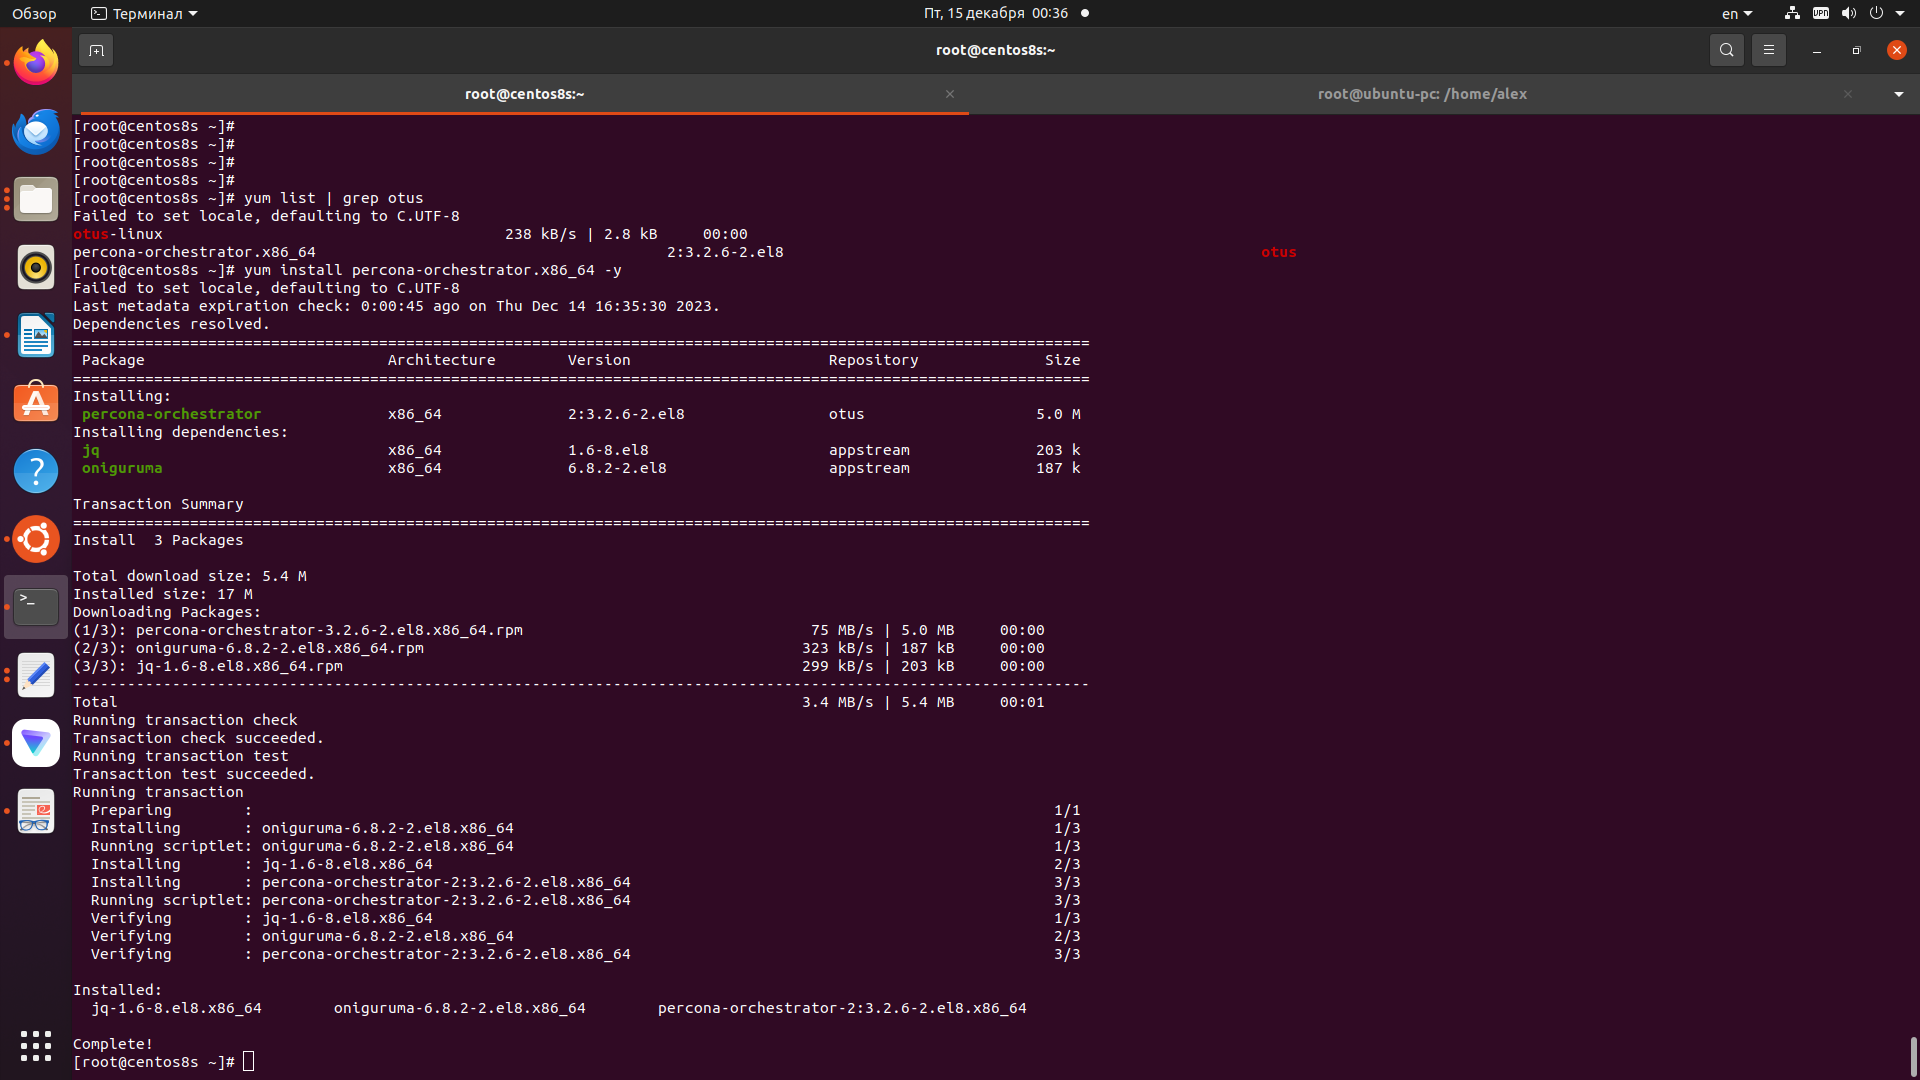 Обзор Терминал Пт, 15 декабря 00:36 en VPN
root@centos8s:~
root@centos8s:~ root@ubuntu-pc: /home/alex
[root@centos8s ~]#
[root@centos8s ~]#
[root@centos8s ~]#
[root@centos8s ~]#
[root@centos8s ~]# yum list | grep otus
Failed to set locale, defaulting to C.UTF-8
otus-linux 238 kB/s | 2.8 kB 00:00
percona-orchestrator.x86_64 2:3.2.6-2.el8 otus
[root@centos8s ~]# yum install percona-orchestrator.x86_64 -y
Failed to set locale, defaulting to C.UTF-8
Last metadata expiration check: 0:00:45 ago on Thu Dec 14 16:35:30 2023.
Dependencies resolved.
=================================================================================================================
Package Architecture Version Repository Size
=================================================================================================================
Installing:
percona-orchestrator x86_64 2:3.2.6-2.el8 otus 5.0 M
Installing dependencies:
jq x86_64 1.6-8.el8 appstream 203 k
oniguruma x86_64 6.8.2-2.el8 appstream 187 k
Transaction Summary
=================================================================================================================
Install  3 Packages
Total download size: 5.4 M
Installed size: 17 M
Downloading Packages:
(1/3): percona-orchestrator-3.2.6-2.el8.x86_64.rpm 75 MB/s | 5.0 MB 00:00
(2/3): oniguruma-6.8.2-2.el8.x86_64.rpm 323 kB/s | 187 kB 00:00
(3/3): jq-1.6-8.el8.x86_64.rpm 299 kB/s | 203 kB 00:00
-----------------------------------------------------------------------------------------------------------------
Total 3.4 MB/s | 5.4 MB 00:01
Running transaction check
Transaction check succeeded.
Running transaction test
Transaction test succeeded.
Running transaction
Preparing : 1/1
Installing : oniguruma-6.8.2-2.el8.x86_64 1/3
Running scriptlet: oniguruma-6.8.2-2.el8.x86_64 1/3
Installing : jq-1.6-8.el8.x86_64 2/3
Installing : percona-orchestrator-2:3.2.6-2.el8.x86_64 3/3
Running scriptlet: percona-orchestrator-2:3.2.6-2.el8.x86_64 3/3
Verifying : jq-1.6-8.el8.x86_64 1/3
Verifying : oniguruma-6.8.2-2.el8.x86_64 2/3
Verifying : percona-orchestrator-2:3.2.6-2.el8.x86_64 3/3
Installed:
jq-1.6-8.el8.x86_64 oniguruma-6.8.2-2.el8.x86_64 percona-orchestrator-2:3.2.6-2.el8.x86_64
Complete!
[root@centos8s ~]#